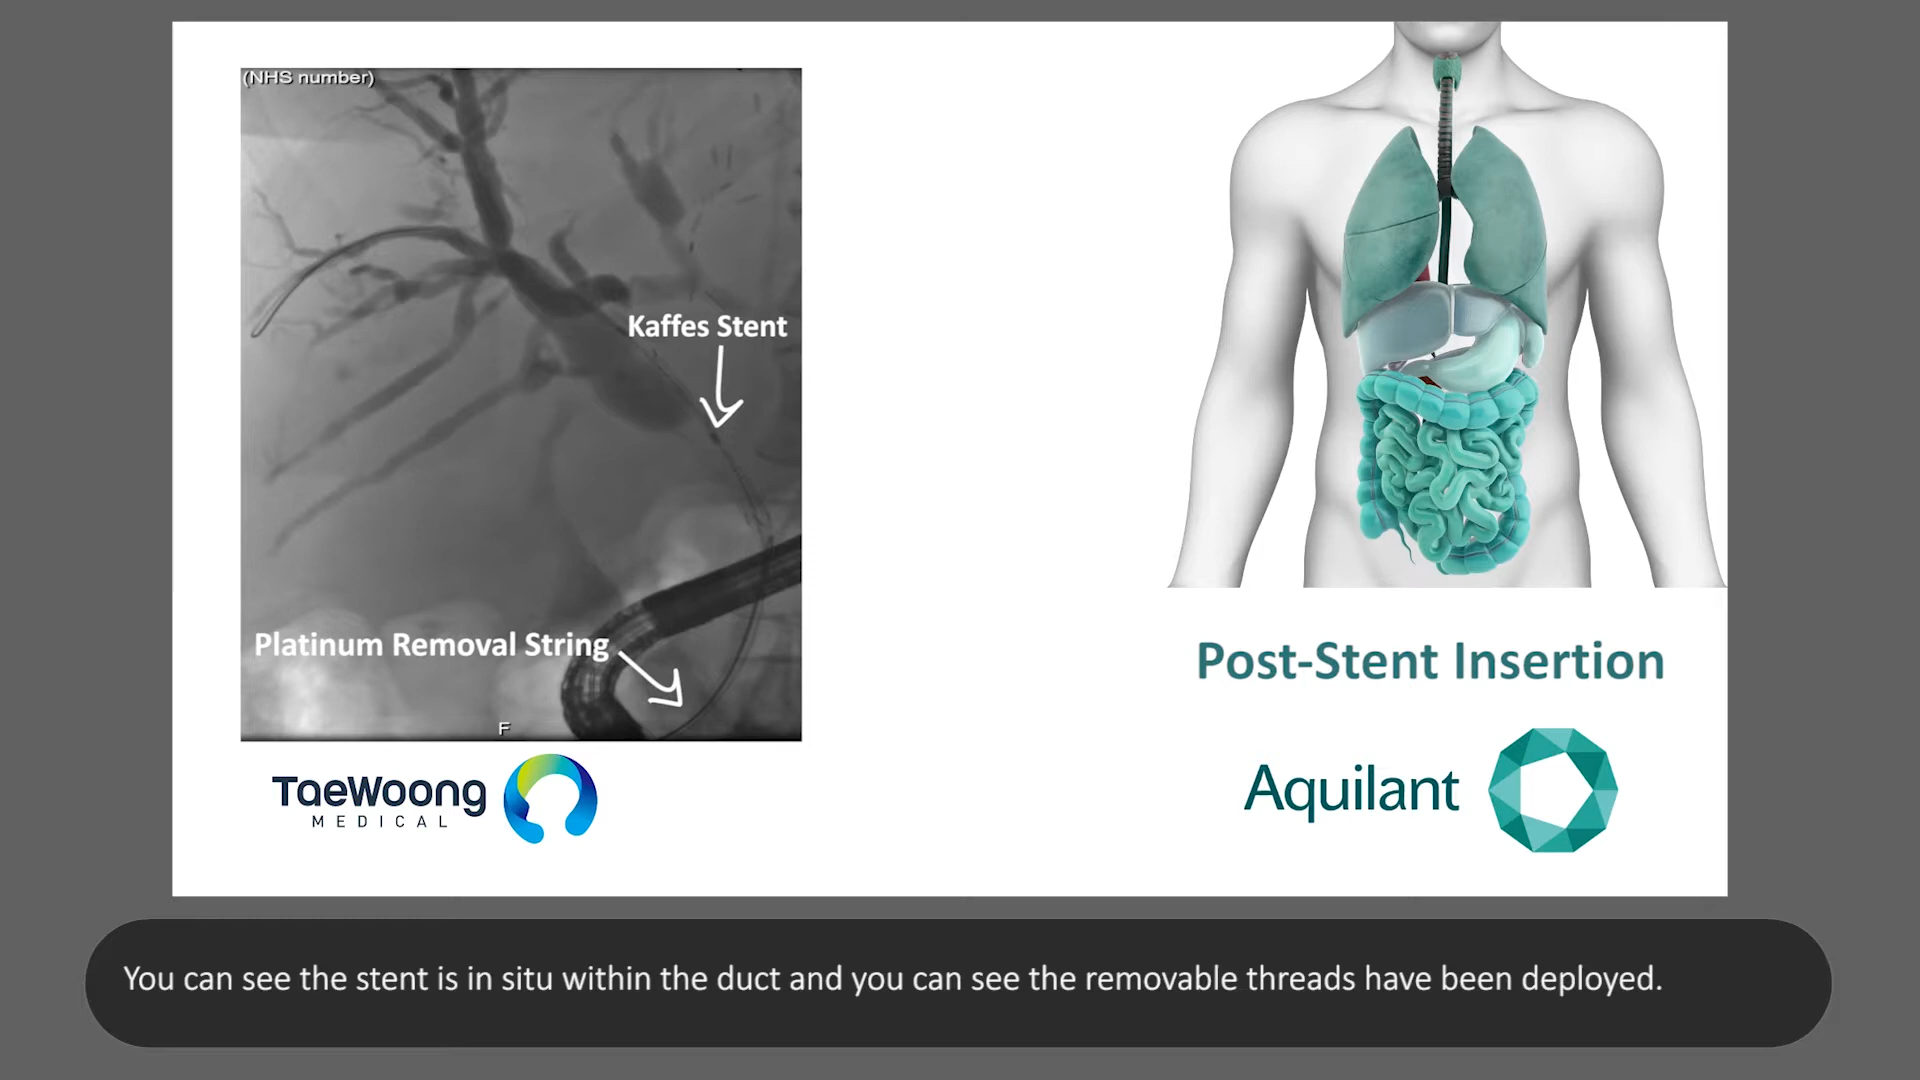 (NHS number)
Kaffes Stent
Platinum Removal String
F
TaeWoong
MEDICAL
Post-Stent Insertion
Aquilant
You can see the stent is in situ within the duct and you can see the removable threads have been deployed.